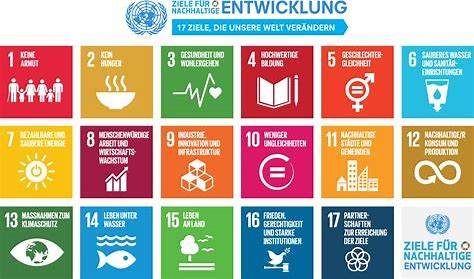 ZIELE FÜR
NACHHALTIGE
ENTWICKLUNG
17 ZIELE, DIE UNSERE WELT VERÄNDERN
1 KEINE
ARMUT
2 KEIN
HUNGER
3 GESUNDHEIT UND
WOHLERGEHEN
4 HOCHWERTIGE
BILDUNG
5 GESCHLECHTER-
GLEICHHEIT
6 SAUBERES WASSER
UND SANITÄR-
EINRICHTUNGEN
7 BEZAHLBARE UND
SAUBERE ENERGIE
8 MENSCHENWÜRDIGE
ARBEIT UND
WIRTSCHAFTS-
WACHSTUM
9 INDUSTRIE,
INNOVATION UND
INFRASTRUKTUR
10 WENIGER
UNGLEICHHEITEN
11 NACHHALTIGE
STÄDTE UND
GEMEINDEN
12 NACHHALTIGE/R
KONSUM UND
PRODUKTION
13 MASSNAHMEN ZUM
KLIMASCHUTZ
14 LEBEN UNTER
WASSER
15 LEBEN
AN LAND
16 FRIEDEN,
GERECHTIGKEIT
UND STARKE
INSTITUTIONEN
17 PARTNER-
SCHAFTEN
ZUR ERREICHUNG
DER ZIELE
ZIELE FÜR
NACHHALTIGE
ENTWICKLUNG